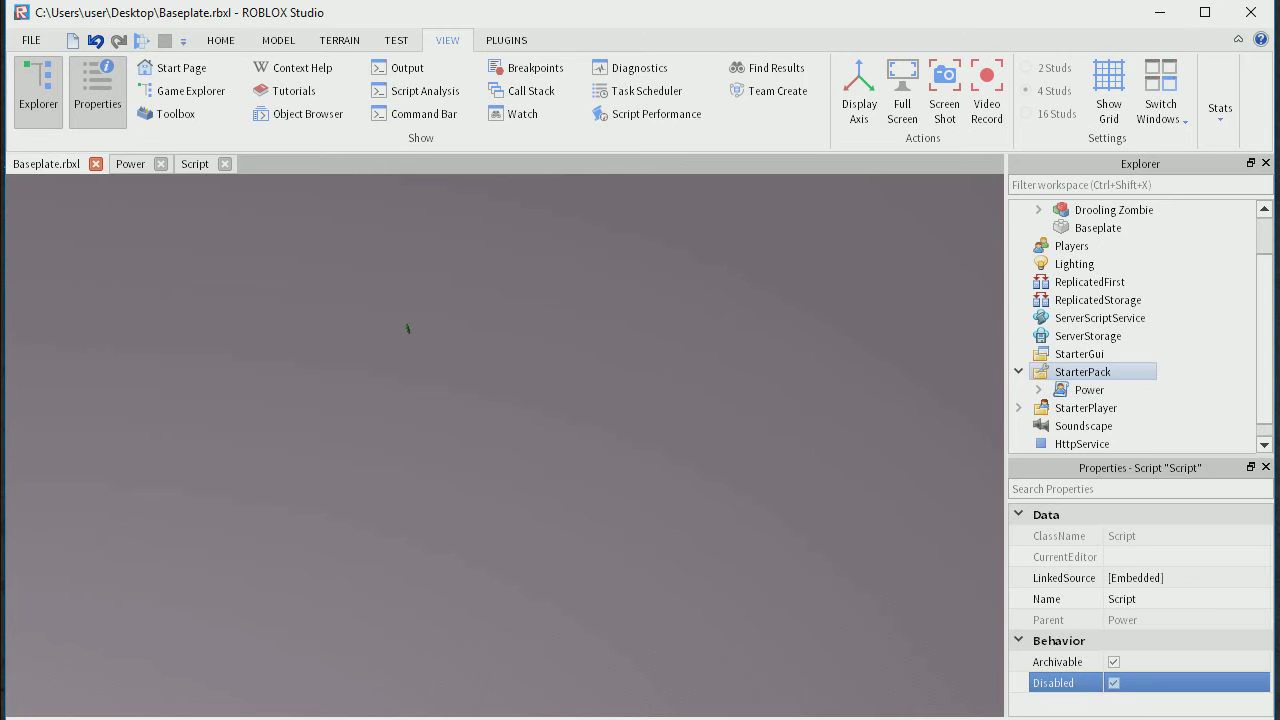 C:\Users\user\Desktop\Baseplate.rbxl - ROBLOX Studio
FILE HOME MODEL TERRAIN TEST VIEW PLUGINS
Start Page Context Help Output Breakpoints Diagnostics Find Results 2 Studs
Game Explorer Tutorials Script Analysis Call Stack Task Scheduler Team Create 4 Studs
Explorer Properties Display Axis Full Screen Screen Shot Video Record Show Grid Switch Windows Stats
Toolbox Object Browser Command Bar Watch Script Performance 16 Studs
Show Actions Settings
Baseplate.rbxl Power Script
Explorer
Filter workspace (Ctrl+Shift+X)
Drooling Zombie
Baseplate
Players
Lighting
ReplicatedFirst
ReplicatedStorage
ServerScriptService
ServerStorage
StarterGui
StarterPack
Power
StarterPlayer
Soundscape
HttpService
Properties - Script "Script"
Search Properties
Data
ClassName Script
CurrentEditor
LinkedSource [Embedded]
Name Script
Parent Power
Behavior
Archivable
Disabled